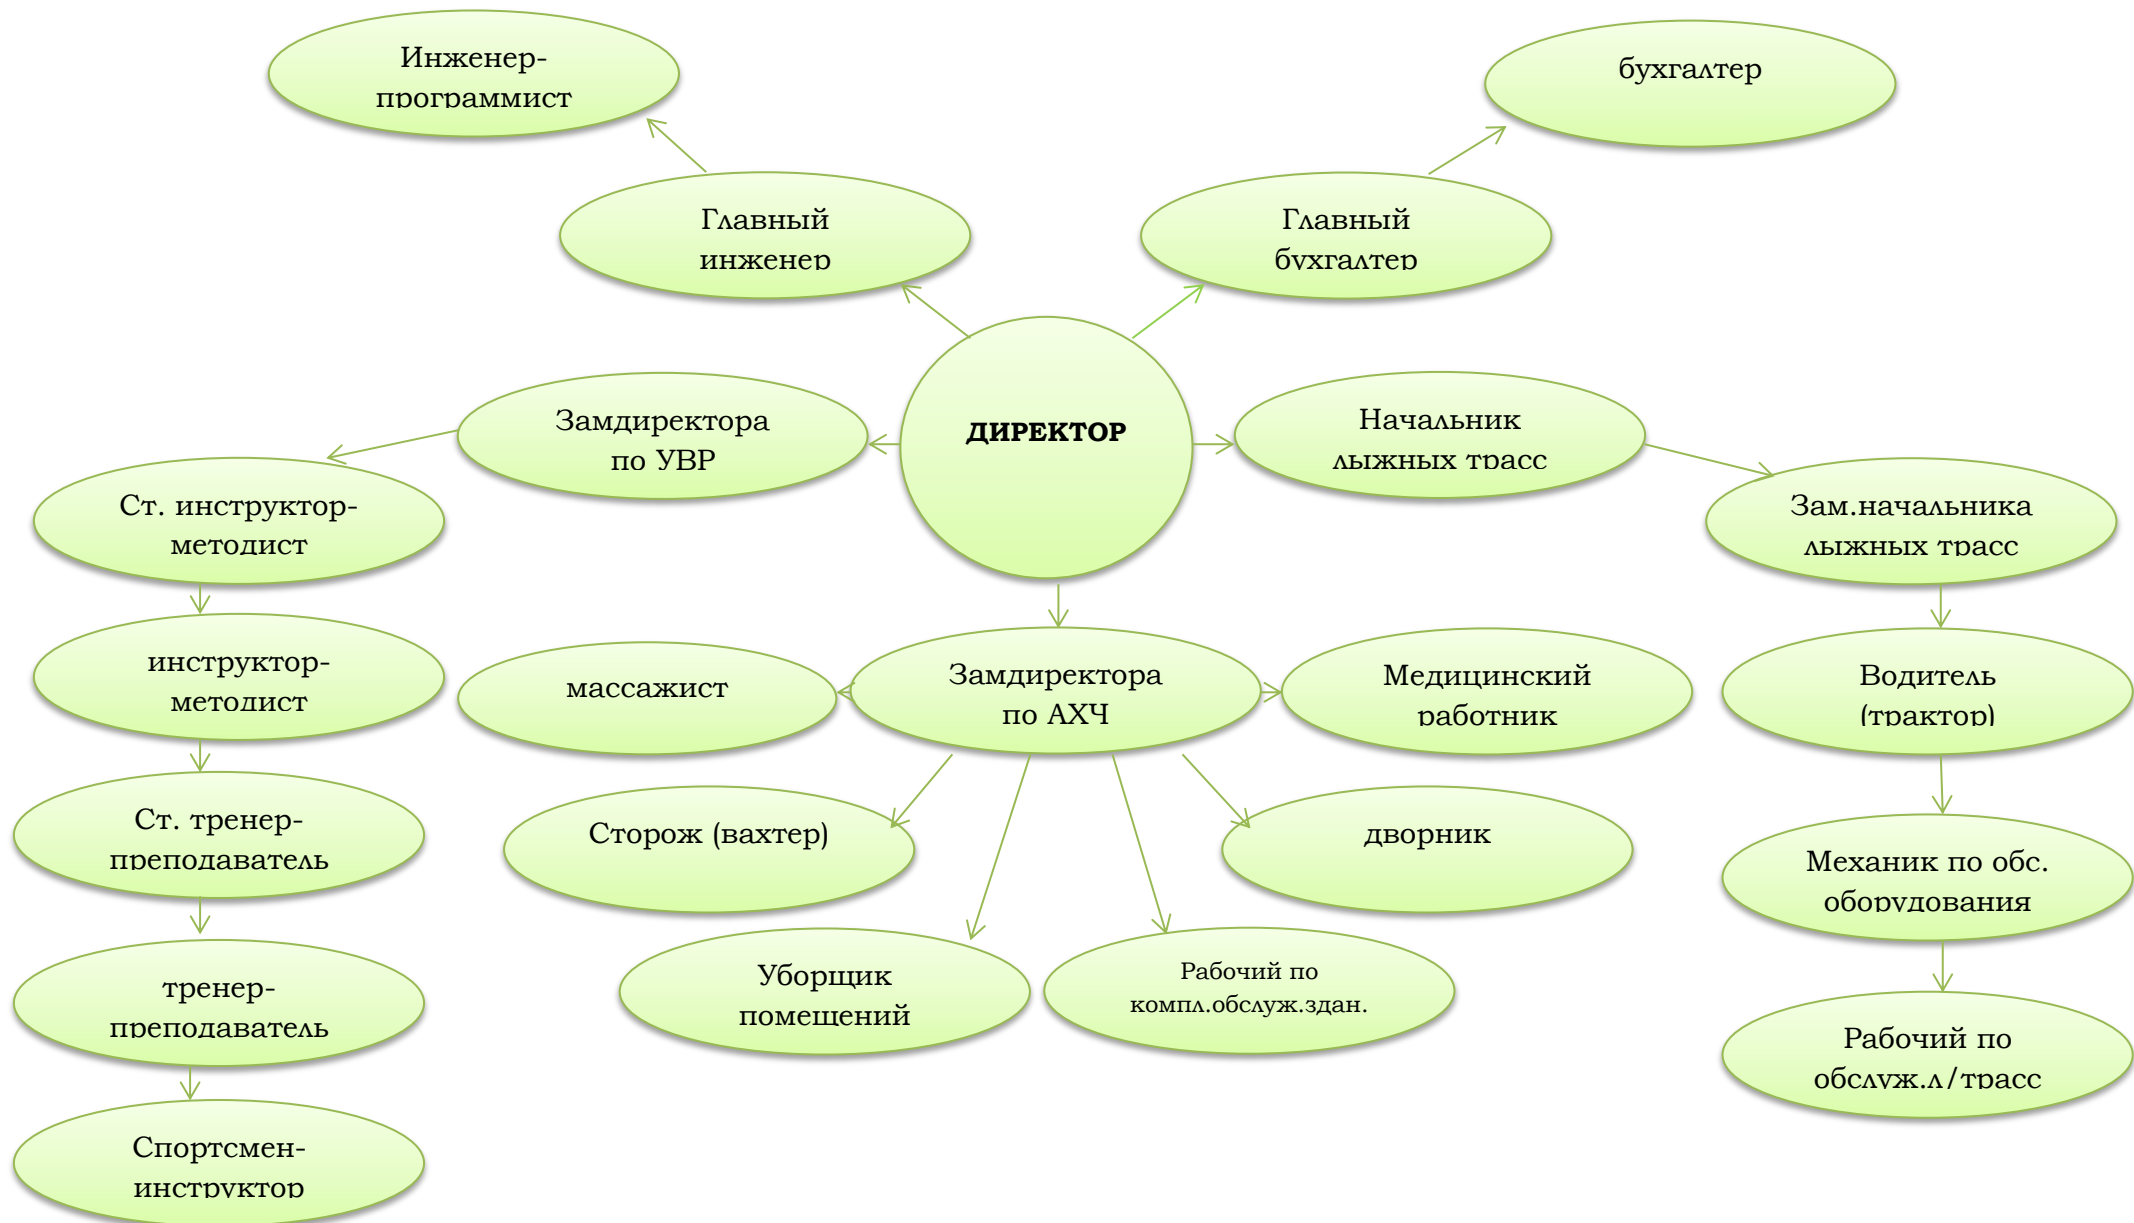 Инженер-
программист
бухгалтер
Главный
инженер
Главный
бухгалтер
ДИРЕКТОР
Замдиректора
по УВР
Начальник
лыжных трасс
Ст. инструктор-
методист
Зам.начальника
лыжных трасс
инструктор-
методист
массажист
Замдиректора
по АХЧ
Медицинский
работник
Водитель
(трактор)
Ст. тренер-
преподаватель
Сторож (вахтер)
дворник
Механик по обс.
оборудования
тренер-
преподаватель
Уборщик
помещений
Рабочий по
компл.обслуж.здан.
Рабочий по
обслуж.л/трасс
Спортсмен-
инструктор